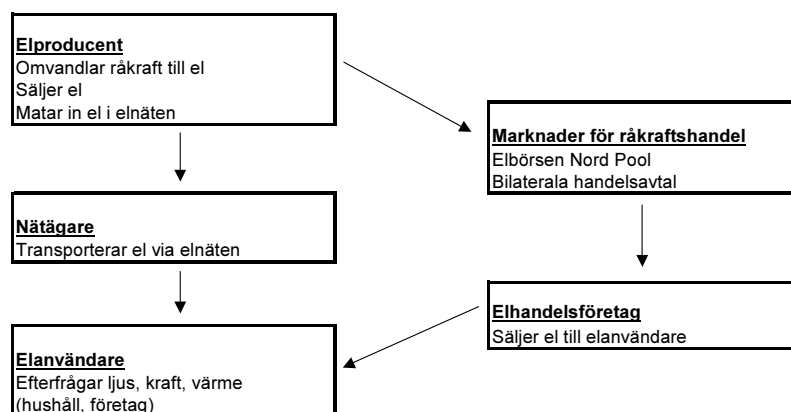 Elproducent
Omvandlar råkraft till el
Säljer el
Matar in el i elnäten
Marknader för råkraftshandel
Elbörsen Nord Pool
Bilaterala handelsavtal
Nätägare
Transporterar el via elnäten
Elhandelsföretag
Säljer el till elanvändare
Elanvändare
Efterfrågar ljus, kraft, värme
(hushåll, företag)